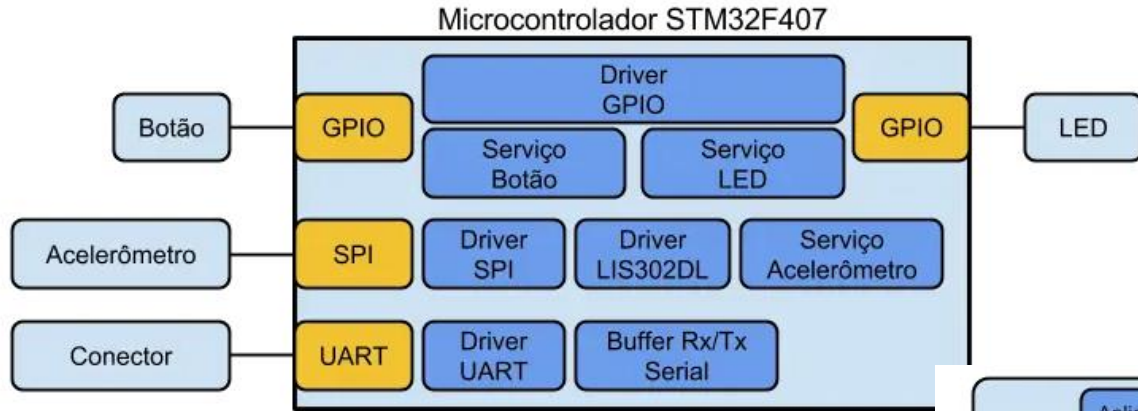 Microcontrolador STM32F407
Driver
GPIO
Botão
GPIO
GPIO
LED
Serviço
Botão
Serviço
LED
Acelerômetro
SPI
Driver
SPI
Driver
LIS302DL
Serviço
Acelerômetro
Conector
UART
Driver
UART
Buffer Rx/Tx
Serial